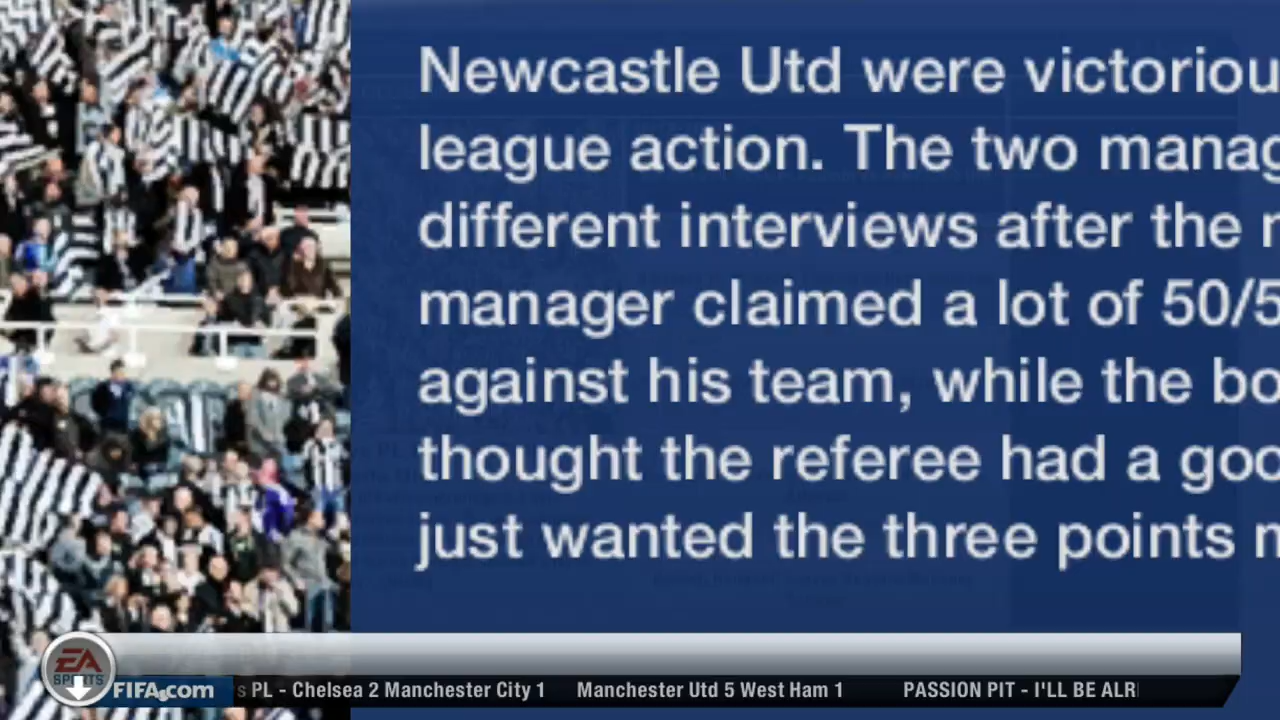 Newcastle Utd were victoriou
league action. The two manag
different interviews after the
manager claimed a lot of 50/5
against his team, while the bo
thought the referee had a goo
just wanted the three points
EA
SPORTS
FIFA.com
s PL - Chelsea 2 Manchester City 1 Manchester Utd 5 West Ham 1 PASSION PIT - I'LL BE ALR